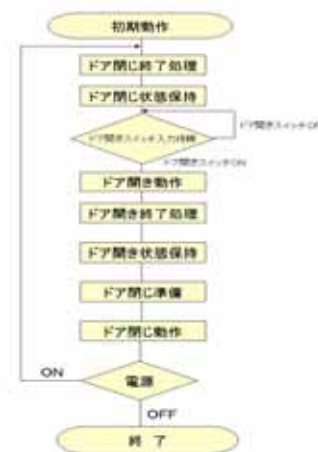 初期動作
ドア閉じ終了処理
ドア閉じ状態保持
ドア開きスイッチ入力待機
ドア開きスイッチOF
ドア開きスイッチON
ドア開き動作
ドア開き終了処理
ドア開き状態保持
ドア閉じ準備
ドア閉じ動作
ON
電源
OFF
終 了